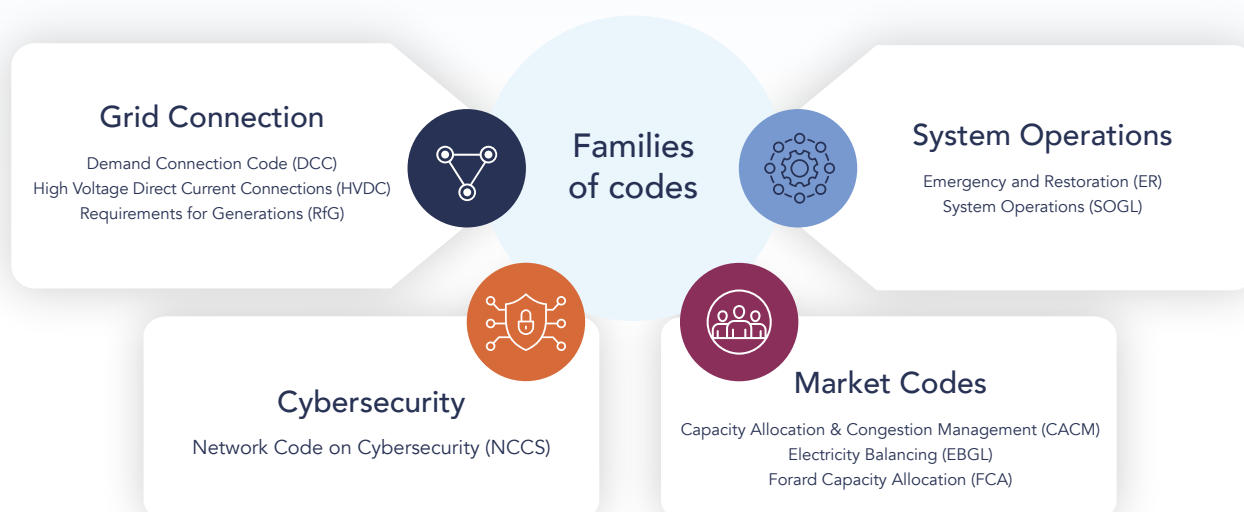 Grid Connection
Demand Connection Code (DCC)
High Voltage Direct Current Connections (HVDC)
Requirements for Generations (RfG)
Families
of codes
System Operations
Emergency and Restoration (ER)
System Operations (SOGL)
Cybersecurity
Network Code on Cybersecurity (NCCS)
Market Codes
Capacity Allocation & Congestion Management (CACM)
Electricity Balancing (EBGL)
Forard Capacity Allocation (FCA)